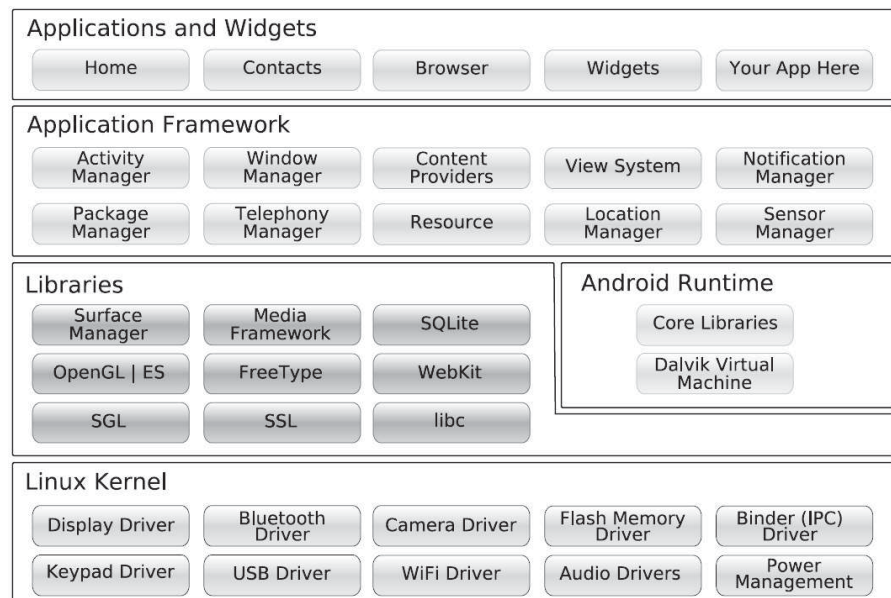 Applications and Widgets
Home
Contacts
Browser
Widgets
Your App Here
Application Framework
Activity
Manager
Window
Manager
Content
Providers
View System
Notification
Manager
Package
Manager
Telephony
Manager
Resource
Location
Manager
Sensor
Manager
Libraries
Surface
Manager
Media
Framework
SQLite
OpenGL | ES
FreeType
WebKit
SGL
SSL
libc
Android Runtime
Core Libraries
Dalvik Virtual
Machine
Linux Kernel
Display Driver
Bluetooth
Driver
Camera Driver
Flash Memory
Driver
Binder (IPC)
Driver
Keypad Driver
USB Driver
WiFi Driver
Audio Drivers
Power
Management